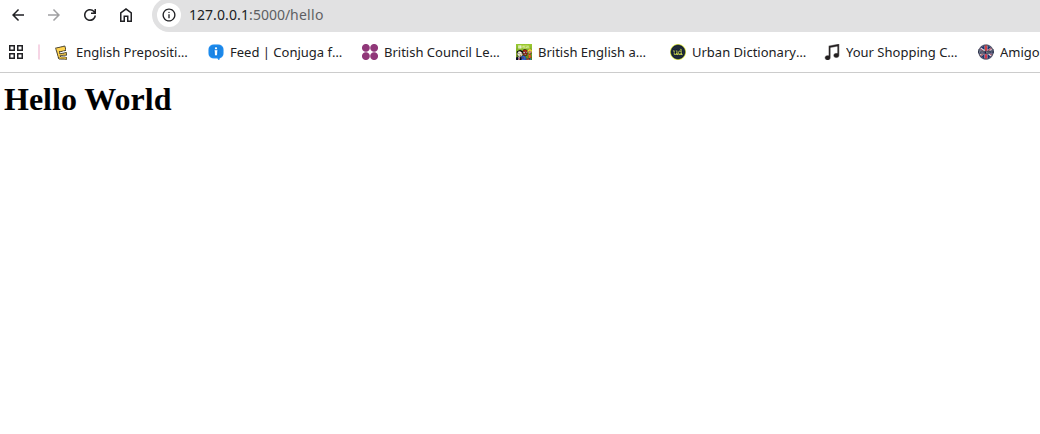 127.0.0.1:5000/hello
English Prepositi... Feed | Conjuga f... British Council Le... British English a... Urban Dictionary... Your Shopping C... Amigo
Hello World